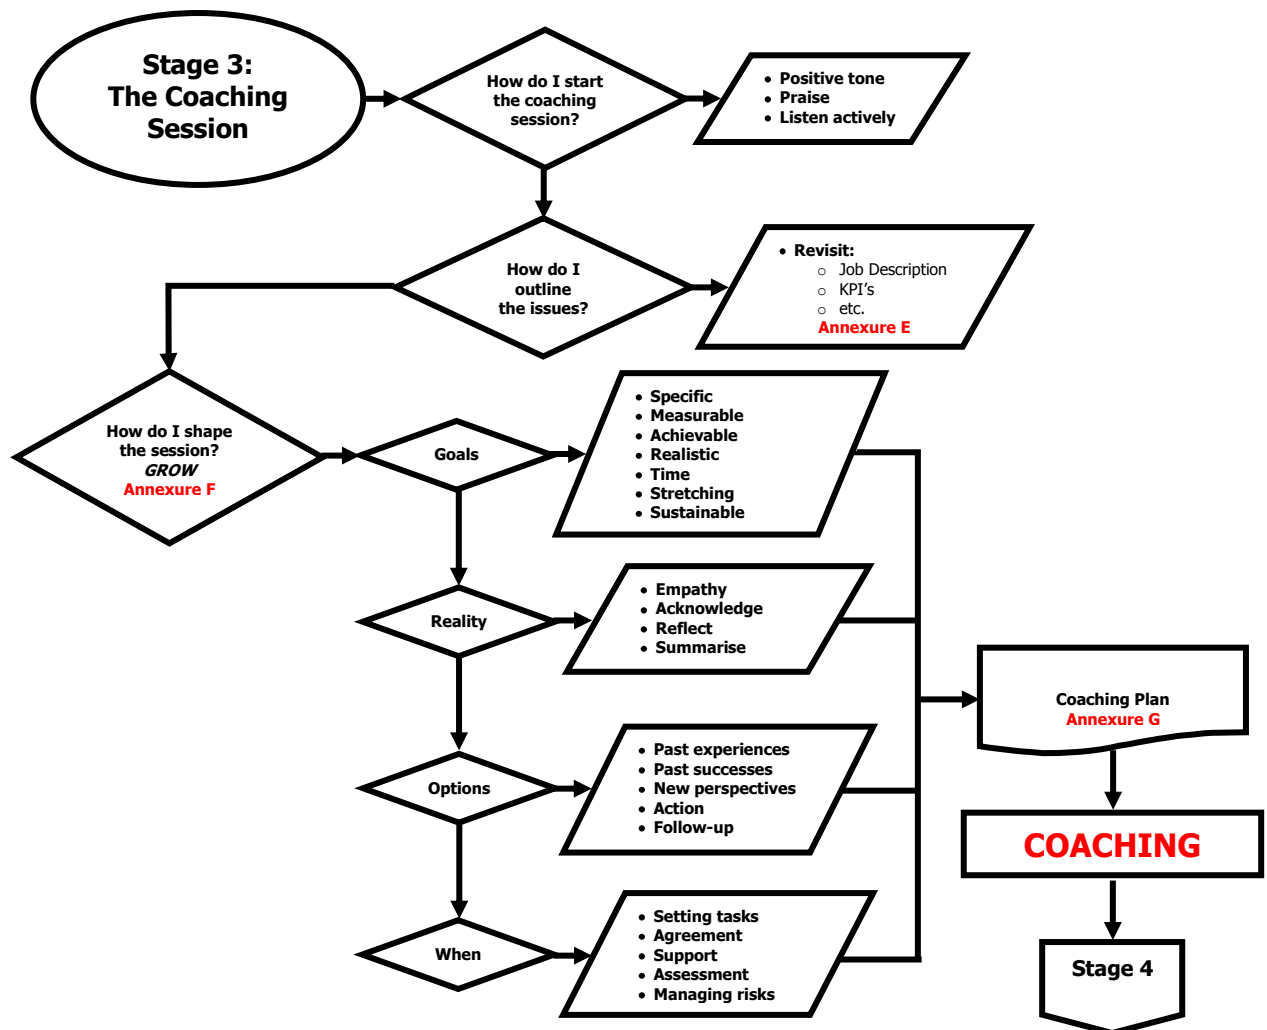 Stage 3:
The Coaching
Session
How do I start
the coaching
session?
• Positive tone
• Praise
• Listen actively
How do I
outline
the issues?
• Revisit:
o Job Description
o KPI's
o etc.
Annexure E
How do I shape
the session?
GROW
Annexure F
Goals
• Specific
• Measurable
• Achievable
• Realistic
• Time
• Stretching
• Sustainable
Reality
• Empathy
• Acknowledge
• Reflect
• Summarise
Options
• Past experiences
• Past successes
• New perspectives
• Action
• Follow-up
When
• Setting tasks
• Agreement
• Support
• Assessment
• Managing risks
Coaching Plan
Annexure G
COACHING
Stage 4